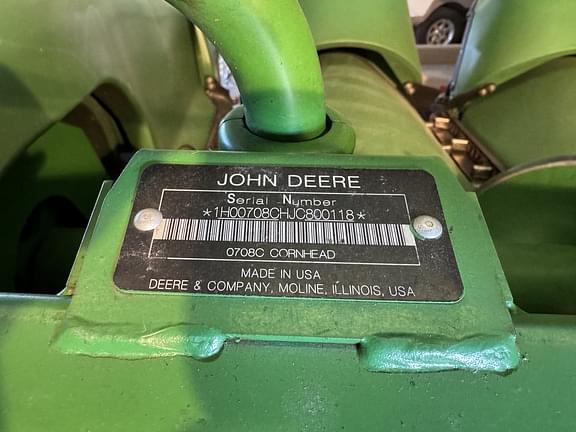 JOHN DEERE
Serial Number
*1H00708CHJC800118*
0708C CORNHEAD
MADE IN USA
DEERE & COMPANY, MOLINE, ILLINOIS, USA